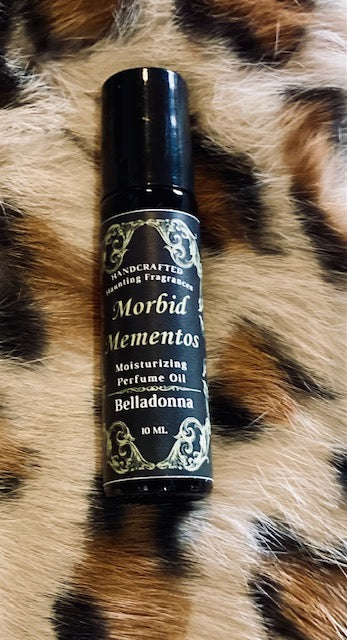 HANDCRAFTED
Haunting Fragrances
Morbid
Mementos
Moisturizing
Perfume Oil
Belladonna
10 ML